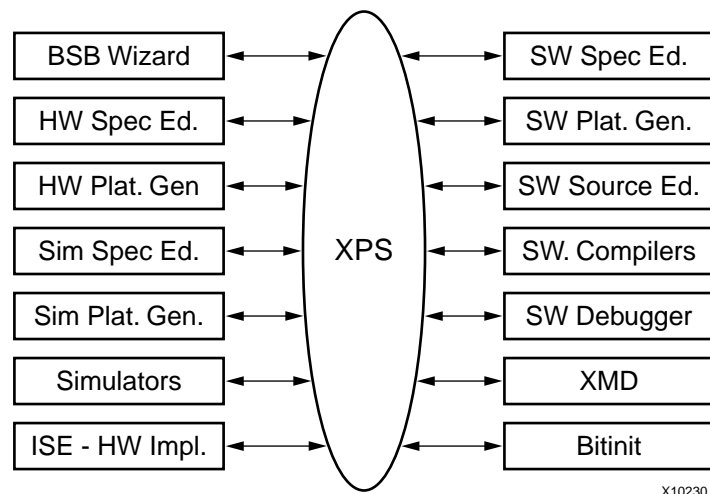 BSB Wizard
HW Spec Ed.
HW Plat. Gen
Sim Spec Ed.
Sim Plat. Gen.
Simulators
ISE - HW Impl.
XPS
SW Spec Ed.
SW Plat. Gen.
SW Source Ed.
SW. Compilers
SW Debugger
XMD
Bitinit
X10230